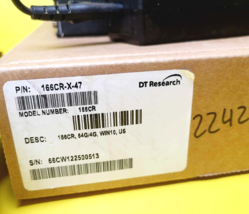 P/N: 166CR-X-47
DT Research
MODEL NUMBER: 166CR
2242
DESC: 166CR, 64G/4G, WIN10, US
S/N: 66CW122500513